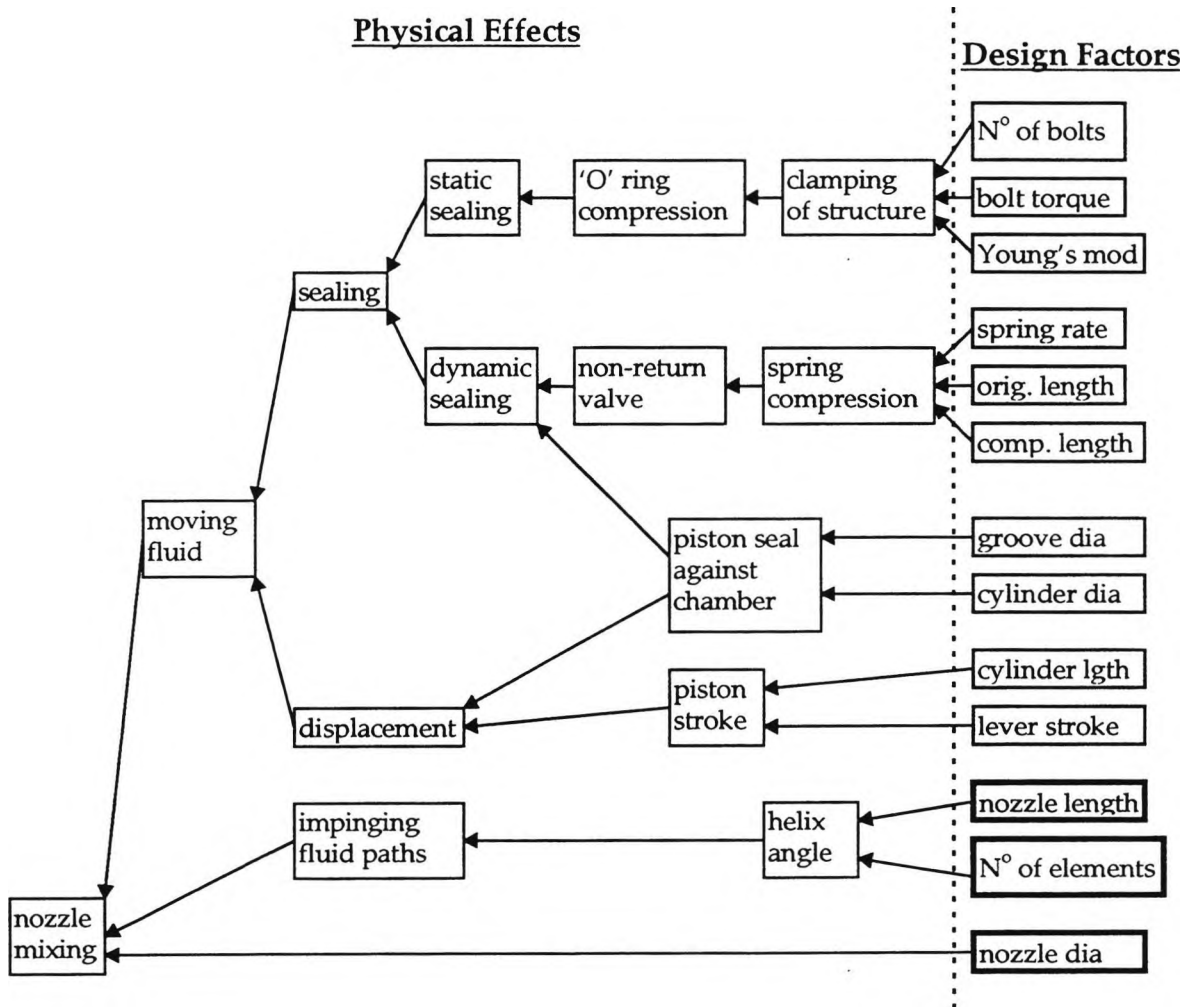 Physical Effects
Design Factors
N° of bolts
static
sealing
'O' ring
compression
clamping
of structure
bolt torque
Young's mod
sealing
spring rate
dynamic
sealing
non-return
valve
spring
compression
orig. length
comp. length
moving
fluid
piston seal
against
chamber
groove dia
cylinder dia
piston
stroke
cylinder lgth
displacement
lever stroke
impinging
fluid paths
helix
angle
nozzle length
N° of elements
nozzle
mixing
nozzle dia